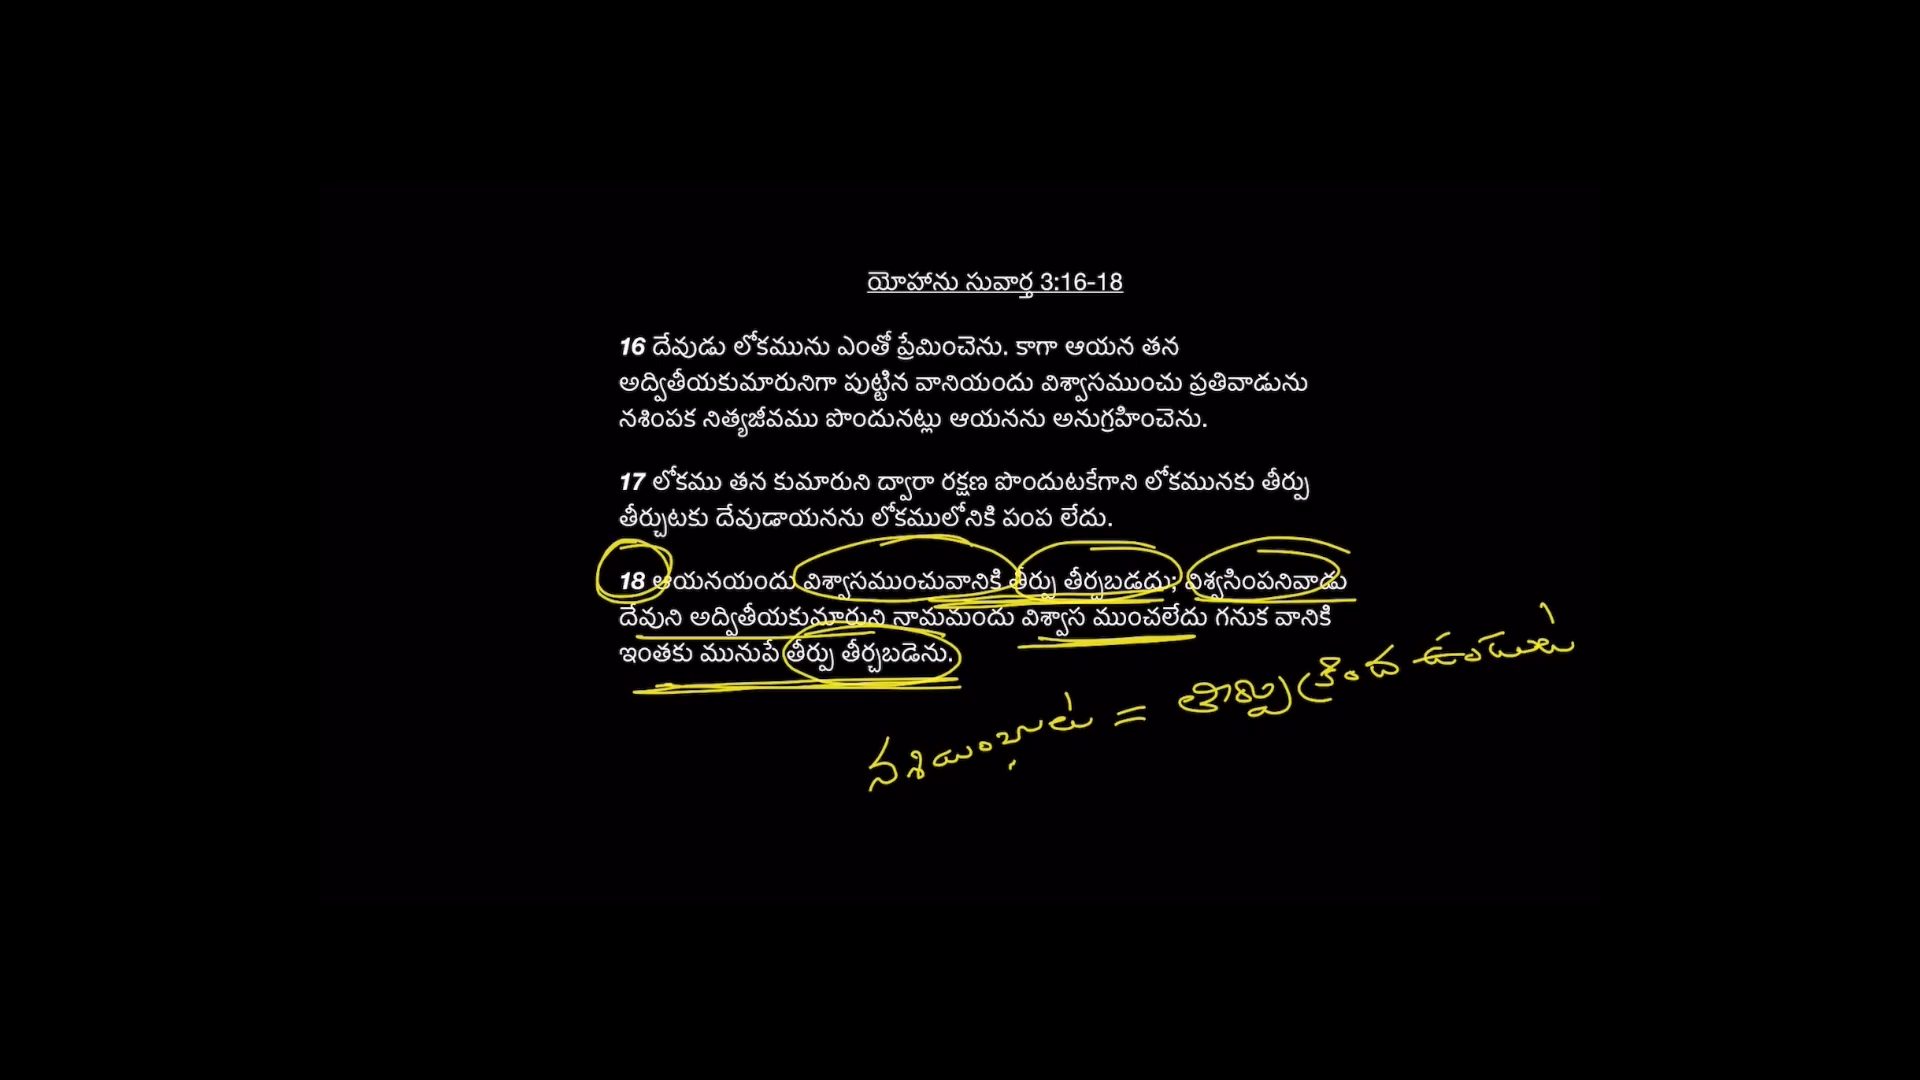 యోహాను సువార్త 3:16-18
16 దేవుడు లోకమును ఎంతో ప్రేమించెను. కాగా ఆయన తన
అద్వితీయకుమారునిగా పుట్టిన వానియందు విశ్వాసముంచు ప్రతివాడును
నశింపక నిత్యజీవము పొందునట్లు ఆయనను అనుగ్రహించెను.
17 లోకము తన కుమారుని ద్వారా రక్షణ పొందుటకేగాని లోకమునకు తీర్పు
తీర్చుటకు దేవుడాయనను లోకములోనికి పంప లేదు.
18 ఆయనయందు విశ్వాసముంచువానికి తీర్పు తీర్చబడదు; విశ్వసింపనివాడు
దేవుని అద్వితీయకుమారుని నామమందు విశ్వాస ముంచలేదు గనుక వానికి
ఇంతకు మునుపే తీర్పు తీర్చబడెను.
= తీర్పు క్రింద ఉండుట